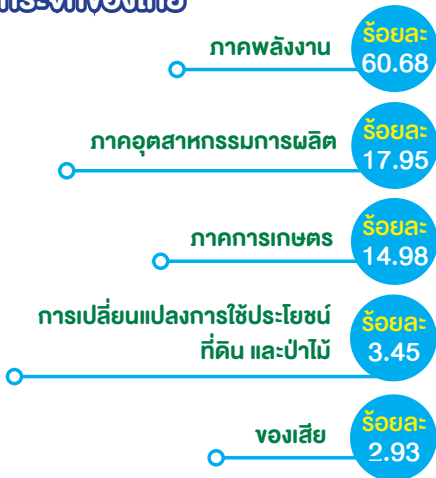 ภาคพลังงาน
ร้อยละ
60.68
ภาคอุตสาหกรรมการผลิต
ร้อยละ
17.95
ภาคการเกษตร
ร้อยละ
14.98
การเปลี่ยนแปลงการใช้ประโยชน์
ที่ดิน และป่าไม้
ร้อยละ
3.45
ของเสีย
ร้อยละ
2.93